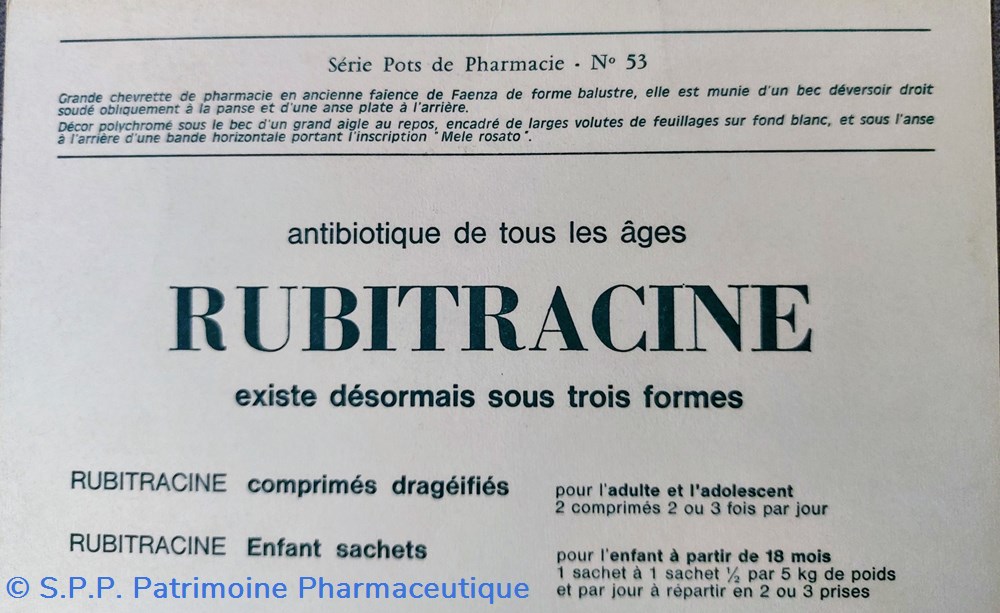 Série Pots de Pharmacie - Nº 53
Grande chevrette de pharmacie en ancienne faience de Faenza de forme balustre, elle est munie d'un bec déversoir droit
soudé obliquement à la panse et d'une anse plate à l'arrière.
Décor polychromé sous le bec d'un grand aigle au repos, encadré de larges volutes de feuillages sur fond blanc, et sous l'anse
à l'arrière d'une bande horizontale portant l'inscription "Mele rosato".
antibiotique de tous les âges
RUBITRACINE
existe désormais sous trois formes
RUBITRACINE comprimés dragéifiés
pour l'adulte et l'adolescent
2 comprimés 2 ou 3 fois par jour
RUBITRACINE Enfant sachets
pour l'enfant à partir de 18 mois
1 sachet à 1 sachet ½ par 5 kg de poids
et par jour à répartir en 2 ou 3 prises
© S.P.P. Patrimoine Pharmaceutique